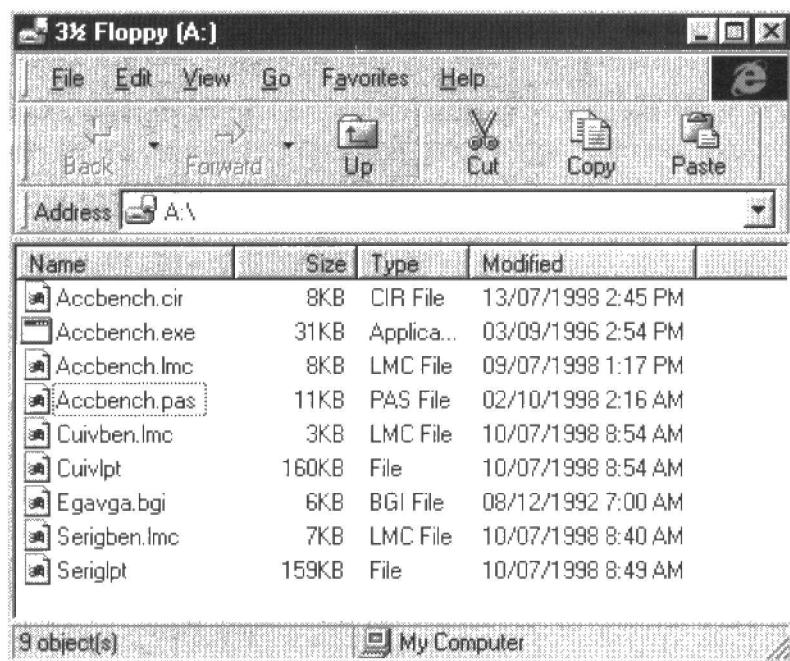 3½ Floppy (A:)
File Edit View Go Favorites Help
Back Forward Up Cut Copy Paste
Address A:\
Name Size Type Modified
Accbench.cir 8KB CIR File 13/07/1998 2:45 PM
Accbench.exe 31KB Applica... 03/09/1996 2:54 PM
Accbench.lmc 8KB LMC File 09/07/1998 1:17 PM
Accbench.pas 11KB PAS File 02/10/1998 2:16 AM
Cuivben.lmc 3KB LMC File 10/07/1998 8:54 AM
Cuivlpt 160KB File 10/07/1998 8:54 AM
Egavga.bgi 6KB BGI File 08/12/1992 7:00 AM
Serigben.lmc 7KB LMC File 10/07/1998 8:40 AM
Seriglpt 159KB File 10/07/1998 8:49 AM
9 object(s) My Computer